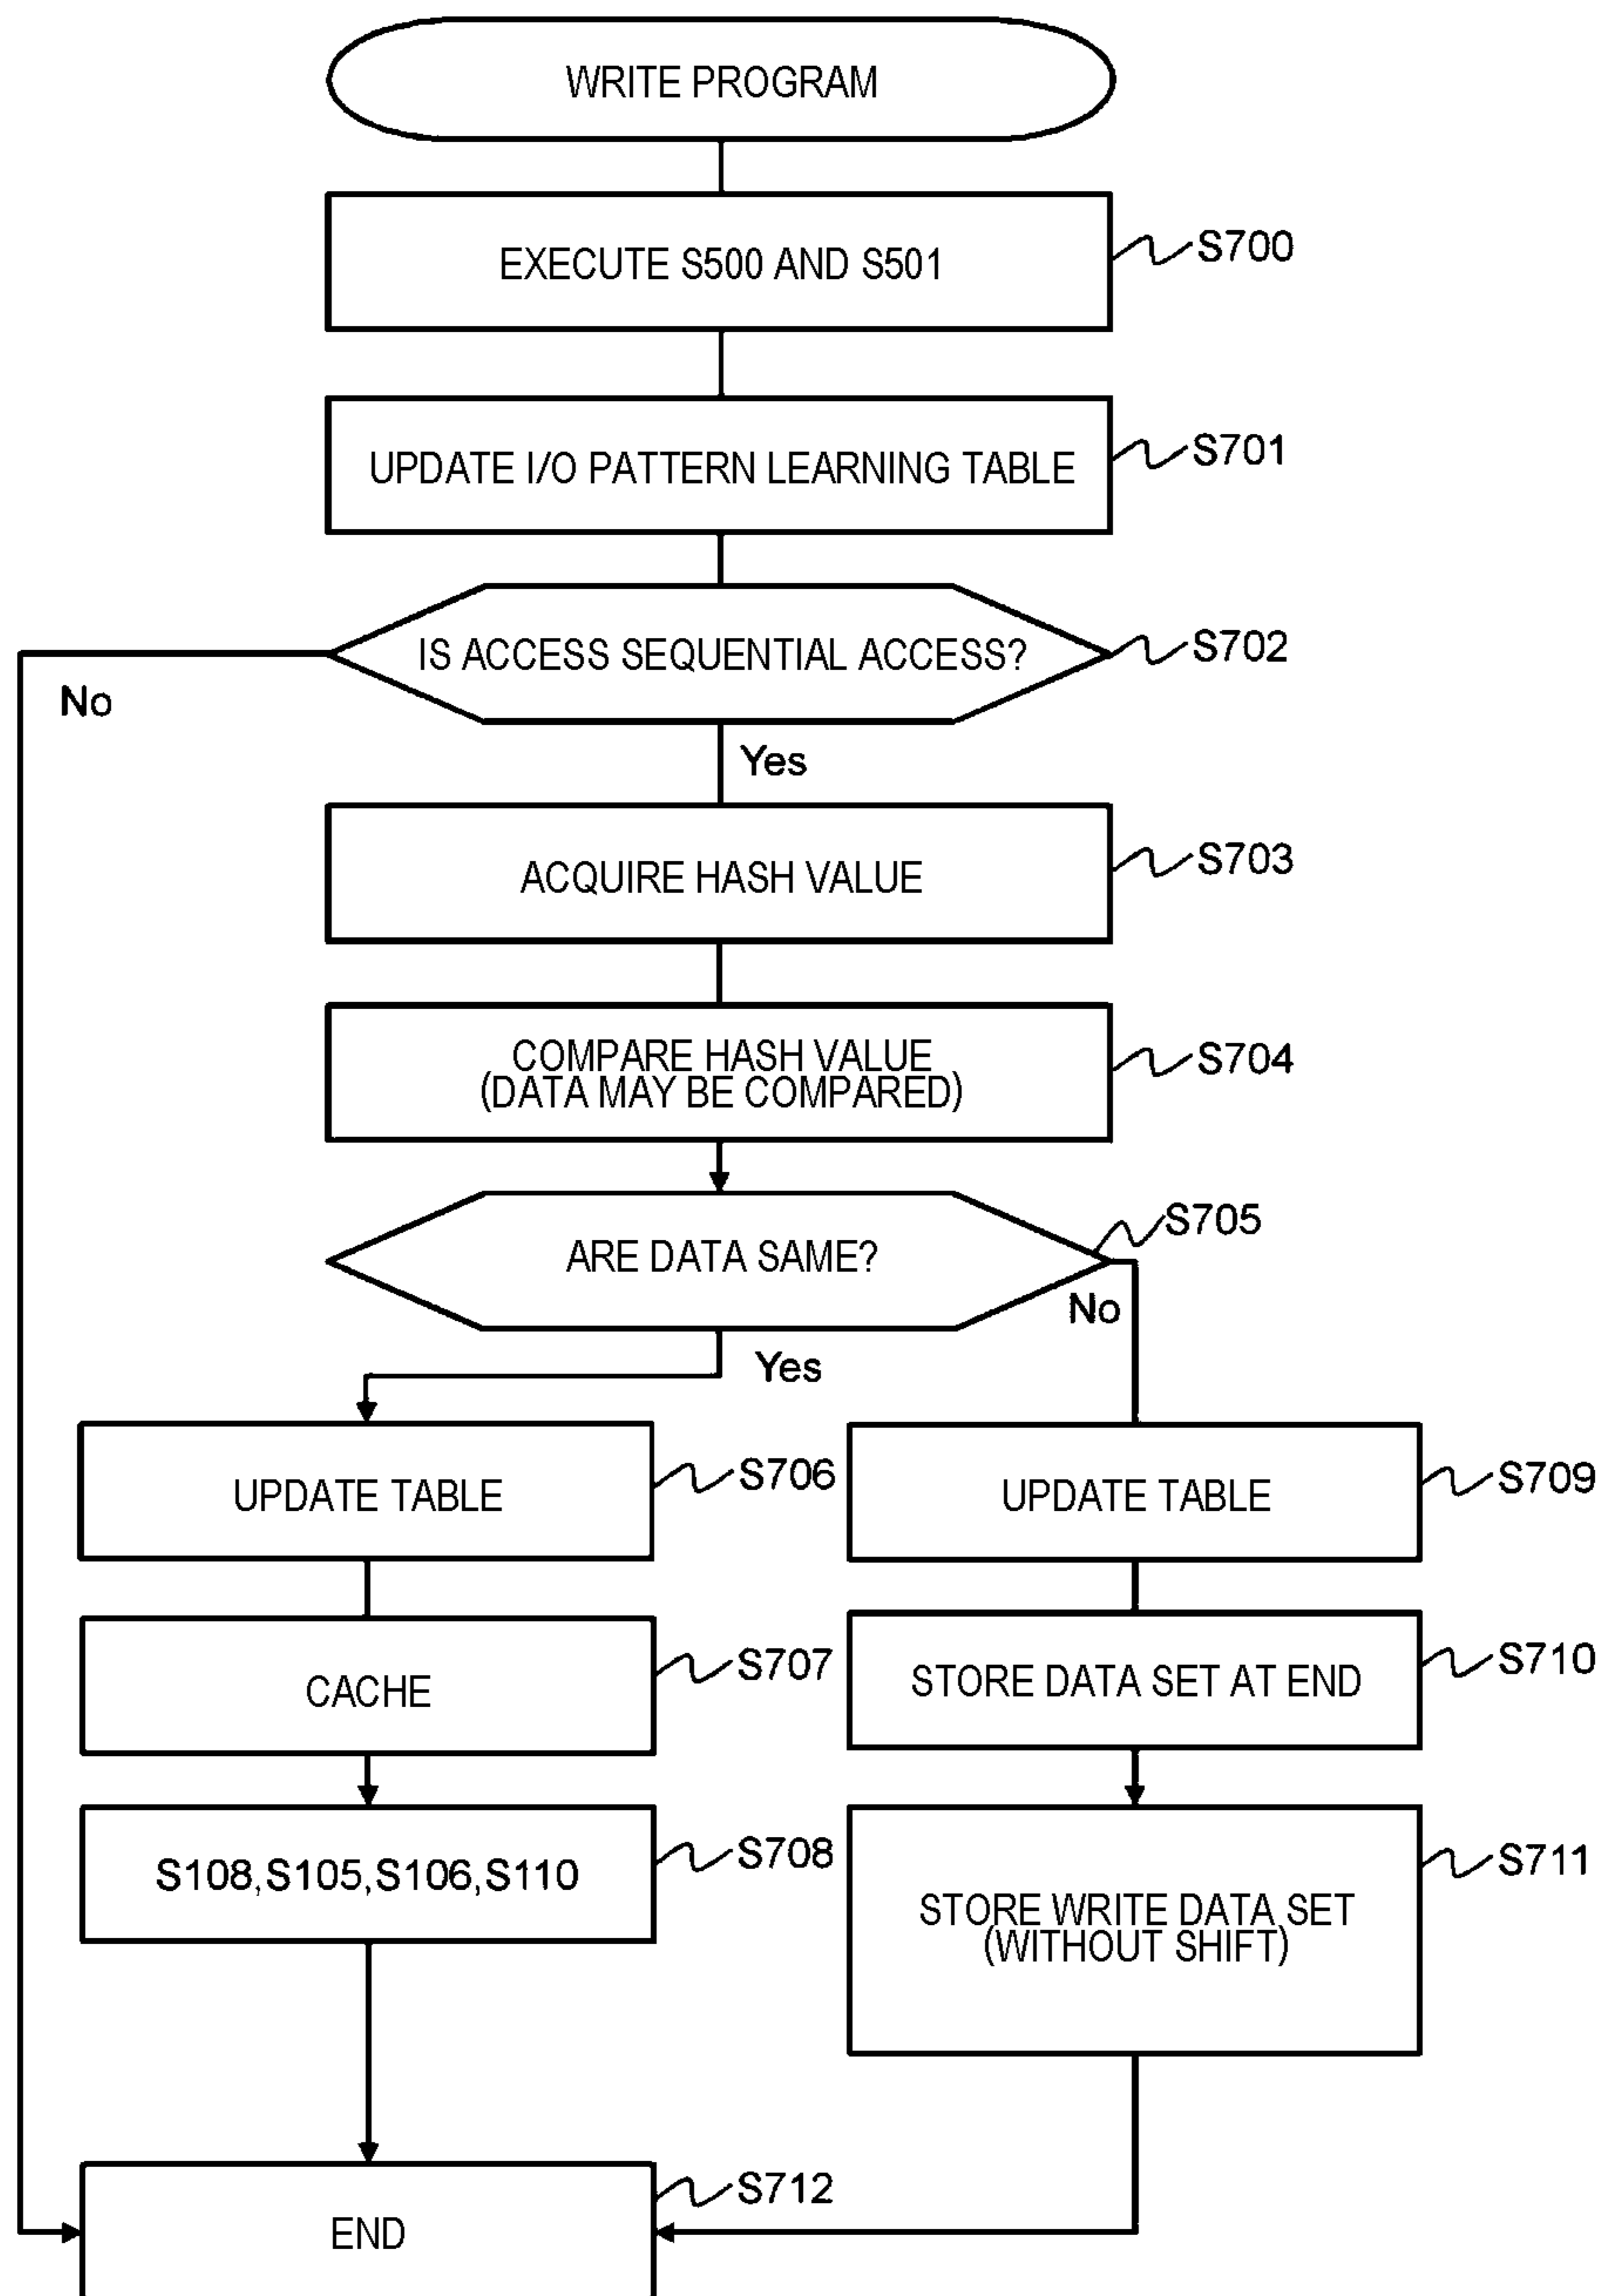 WRITE PROGRAM
EXECUTE S500 AND S501
S700
UPDATE I/O PATTERN LEARNING TABLE
S701
IS ACCESS SEQUENTIAL ACCESS?
S702
No
Yes
ACQUIRE HASH VALUE
S703
COMPARE HASH VALUE
(DATA MAY BE COMPARED)
S704
ARE DATA SAME?
S705
No
Yes
UPDATE TABLE
S706
UPDATE TABLE
S709
CACHE
S707
STORE DATA SET AT END
S710
S108,S105,S106,S110
S708
STORE WRITE DATA SET
(WITHOUT SHIFT)
S711
END
S712